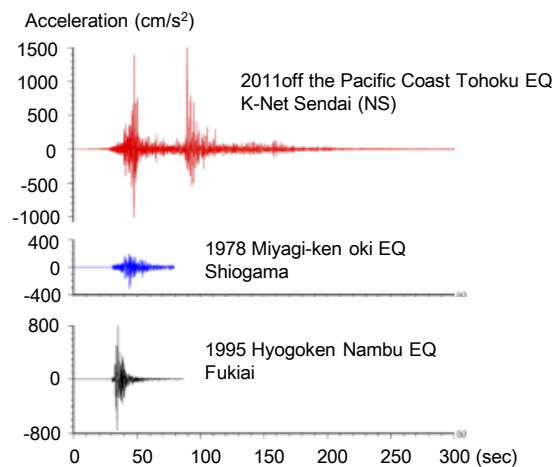 Acceleration (cm/s²)
1500
1000
500
0
-500
-1000
2011off the Pacific Coast Tohoku EQ
K-Net Sendai (NS)
400
0
-400
1978 Miyagi-ken oki EQ
Shiogama
800
0
-800
1995 Hyogoken Nambu EQ
Fukiai
0 50 100 150 200 250 300 (sec)